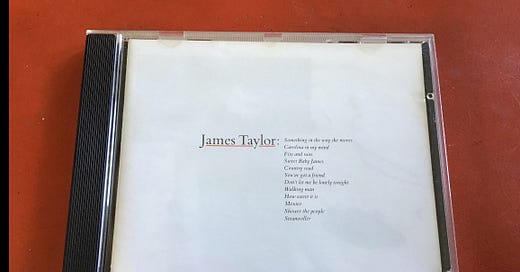 James Taylor:
Something in the way she moves
Carolina in my mind
Fire and rain
Sweet Baby James
Country road
You've got a friend
Don't let me be lonely tonight
Walking man
How sweet it is
Mexico
Shower the people
Steamroller